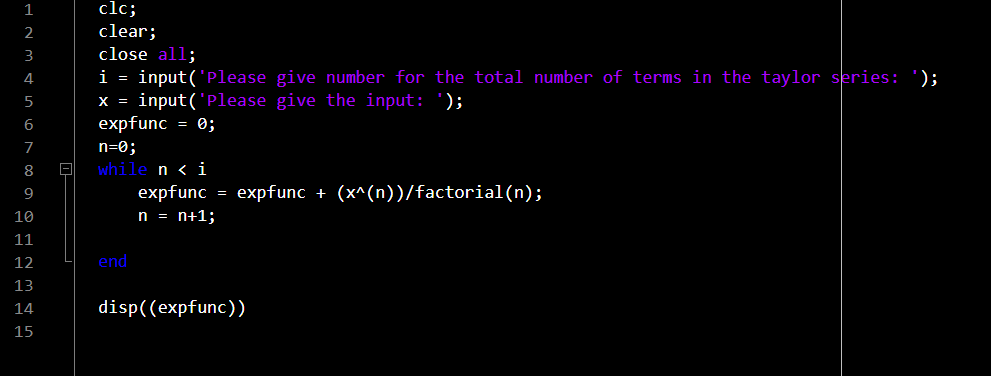 1 clc;
2 clear;
3 close all;
4 i = input('Please give number for the total number of terms in the taylor series: ');
5 x = input('Please give the input: ');
6 expfunc = 0;
7 n=0;
8 while n < i
9 expfunc = expfunc + (x^(n))/factorial(n);
10 n = n+1;
11
12 end
13
14 disp((expfunc))
15